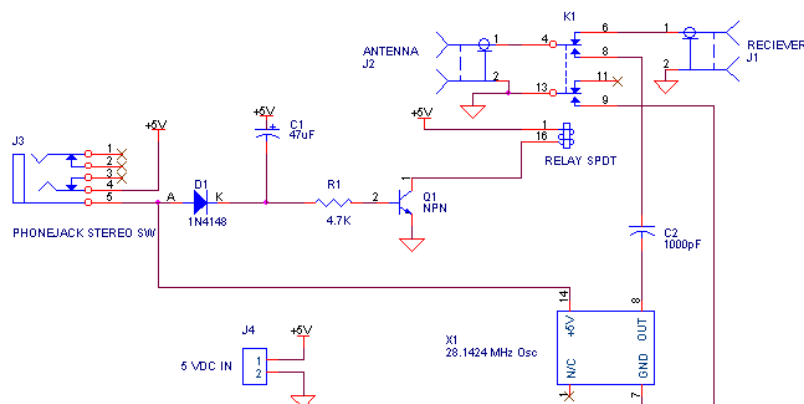 K1
ANTENNA
J2
1
4
6
1
RECIEVER
J1
8
2
13
11
2
9
+5V
+5V
+5V
1
16
RELAY SPDT
J3
1
2
3
4
5
C1
47uF
+
A
D1
K
1N4148
R1
4.7K
2
1
Q1
NPN
PHONEJACK STEREO SW
C2
1000pF
14
8
J4
+5V
5 VDC IN
1
2
X1
28.1424 MHz Osc
+5V
OUT
N/C
GND
1
7